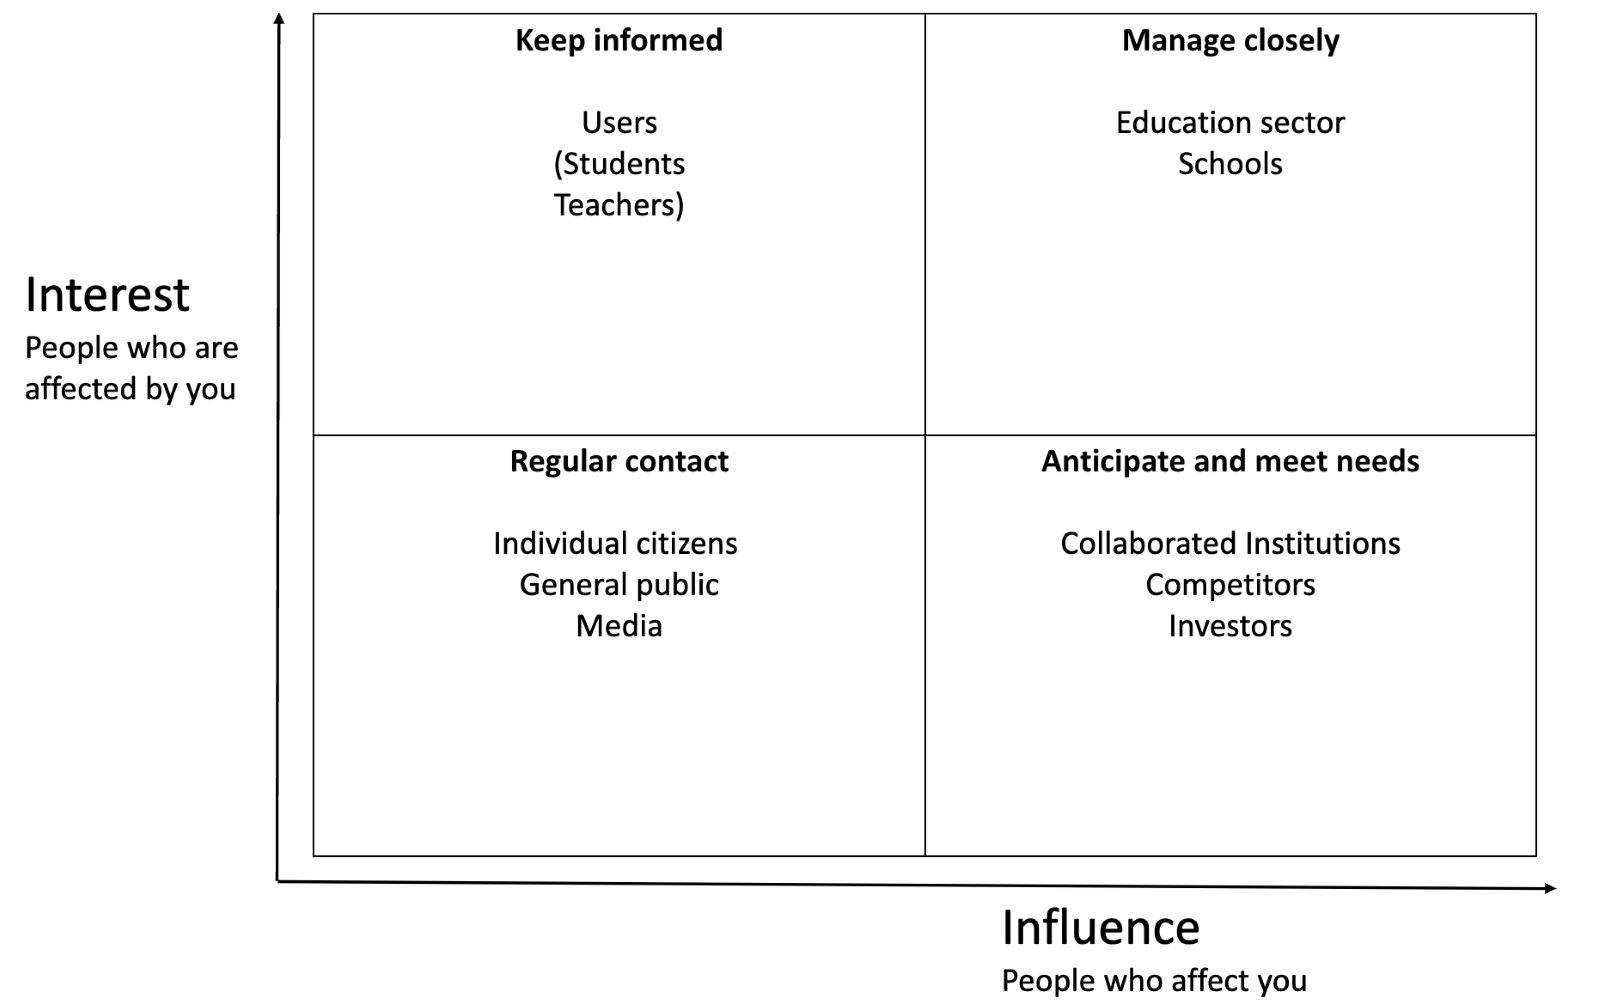 Keep informed
Users
(Students
Teachers)
Manage closely
Education sector
Schools
Interest
People who are
affected by you
Regular contact
Individual citizens
General public
Media
Anticipate and meet needs
Collaborated Institutions
Competitors
Investors
Influence
People who affect you